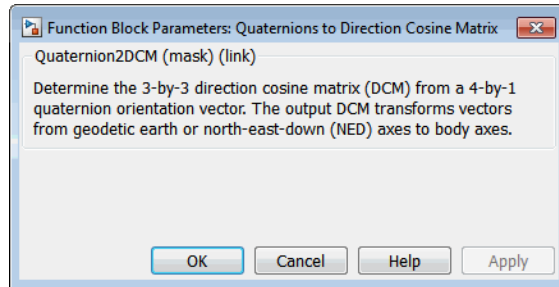 Function Block Parameters: Quaternions to Direction Cosine Matrix
Quaternion2DCM (mask) (link)
Determine the 3-by-3 direction cosine matrix (DCM) from a 4-by-1
quaternion orientation vector. The output DCM transforms vectors
from geodetic earth or north-east-down (NED) axes to body axes.
OK Cancel Help Apply